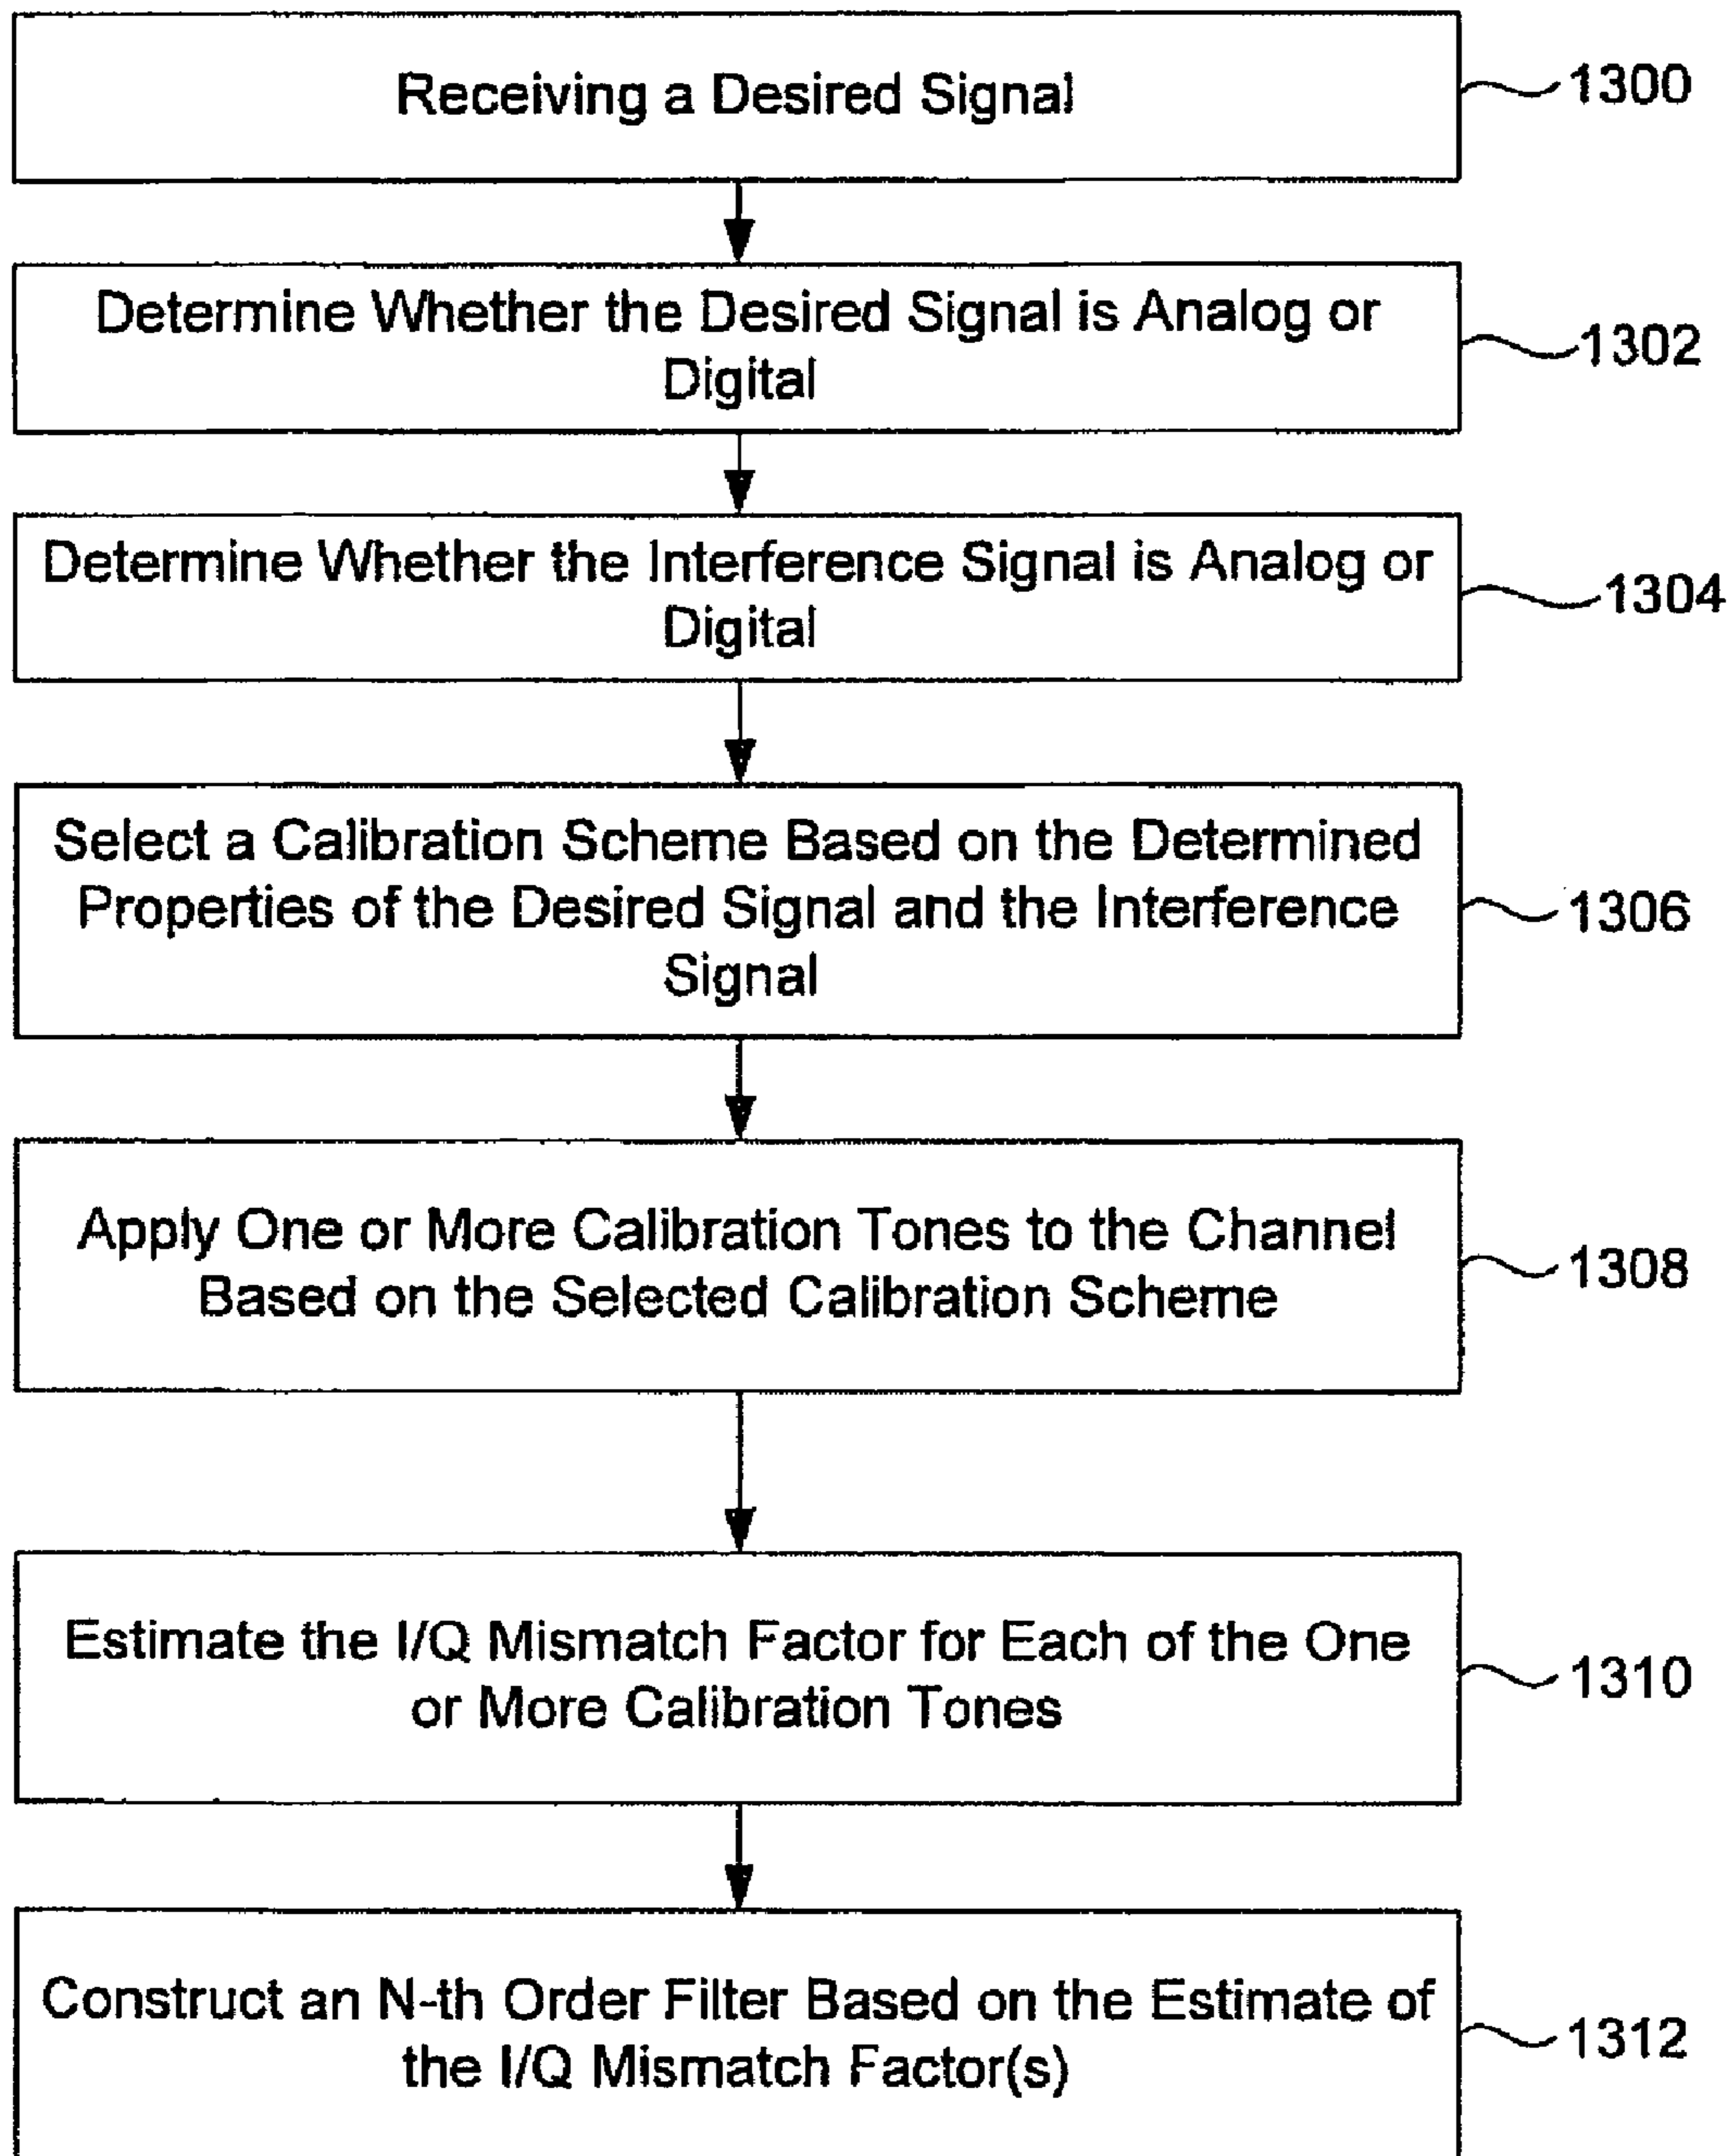 Receiving a Desired Signal
1300
Determine Whether the Desired Signal is Analog or
Digital
1302
Determine Whether the Interference Signal is Analog or
Digital
1304
Select a Calibration Scheme Based on the Determined
Properties of the Desired Signal and the Interference
Signal
1306
Apply One or More Calibration Tones to the Channel
Based on the Selected Calibration Scheme
1308
Estimate the I/Q Mismatch Factor for Each of the One
or More Calibration Tones
1310
Construct an N-th Order Filter Based on the Estimate of
the I/Q Mismatch Factor(s)
1312